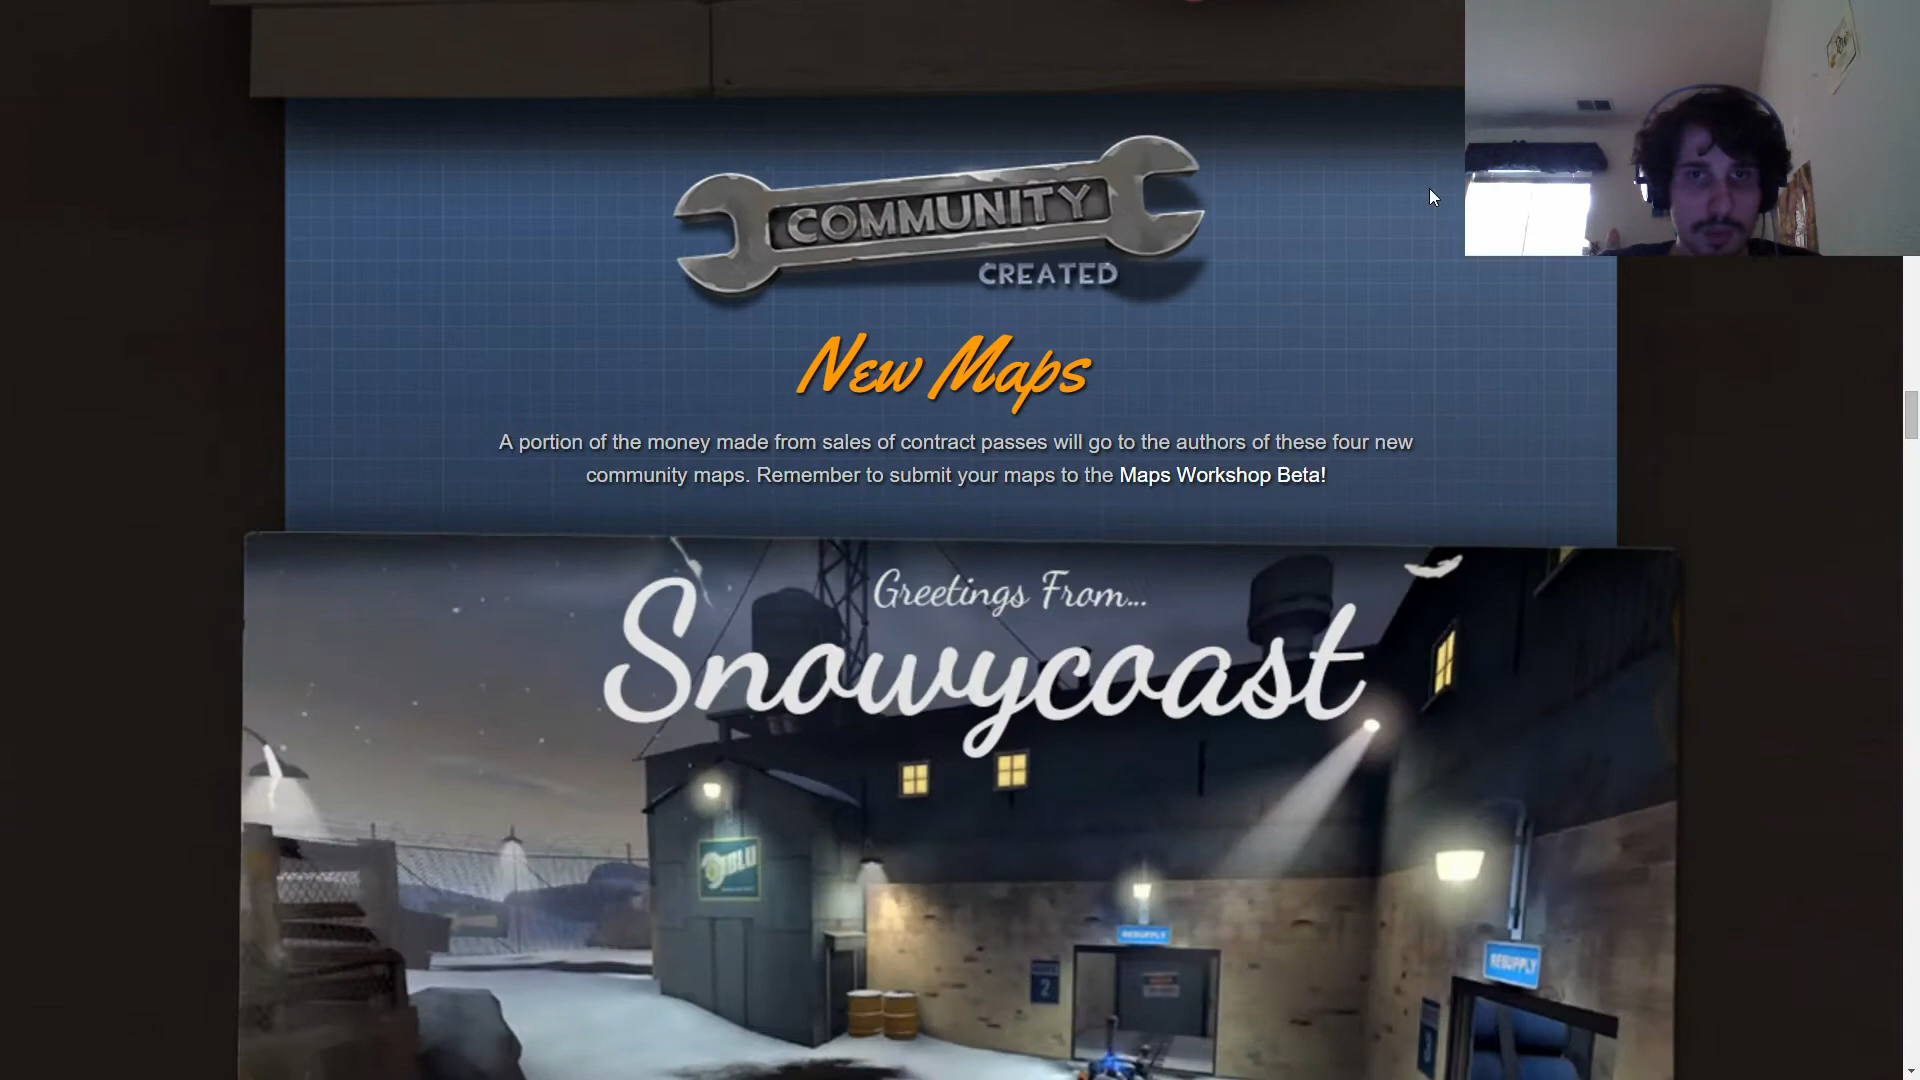 COMMUNITY
CREATED
New Maps
A portion of the money made from sales of contract passes will go to the authors of these four new
community maps. Remember to submit your maps to the Maps Workshop Beta!
Greetings From...
Snowycoast
BLU
RESUPPLY
RESUPPLY
2
3